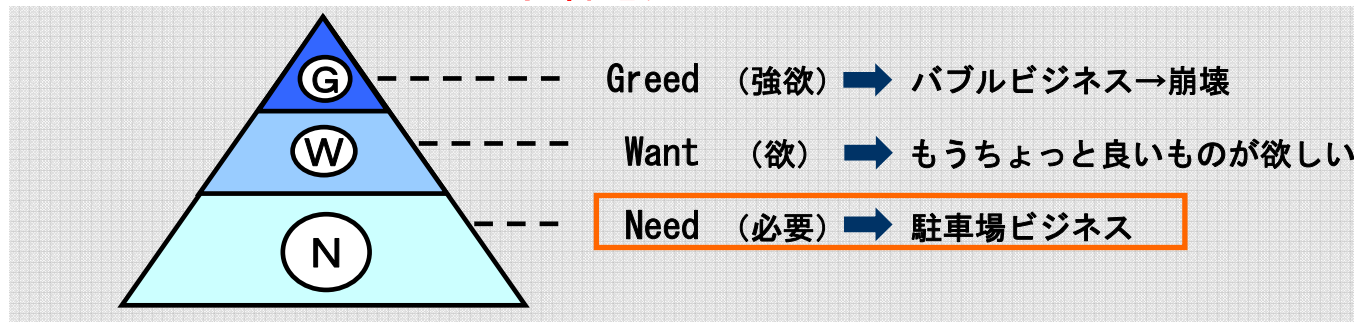 G Greed (強欲) ➡ バブルビジネス→崩壊
W Want (欲) ➡ もうちょっと良いものが欲しい
N Need (必要) ➡ 駐車場ビジネス